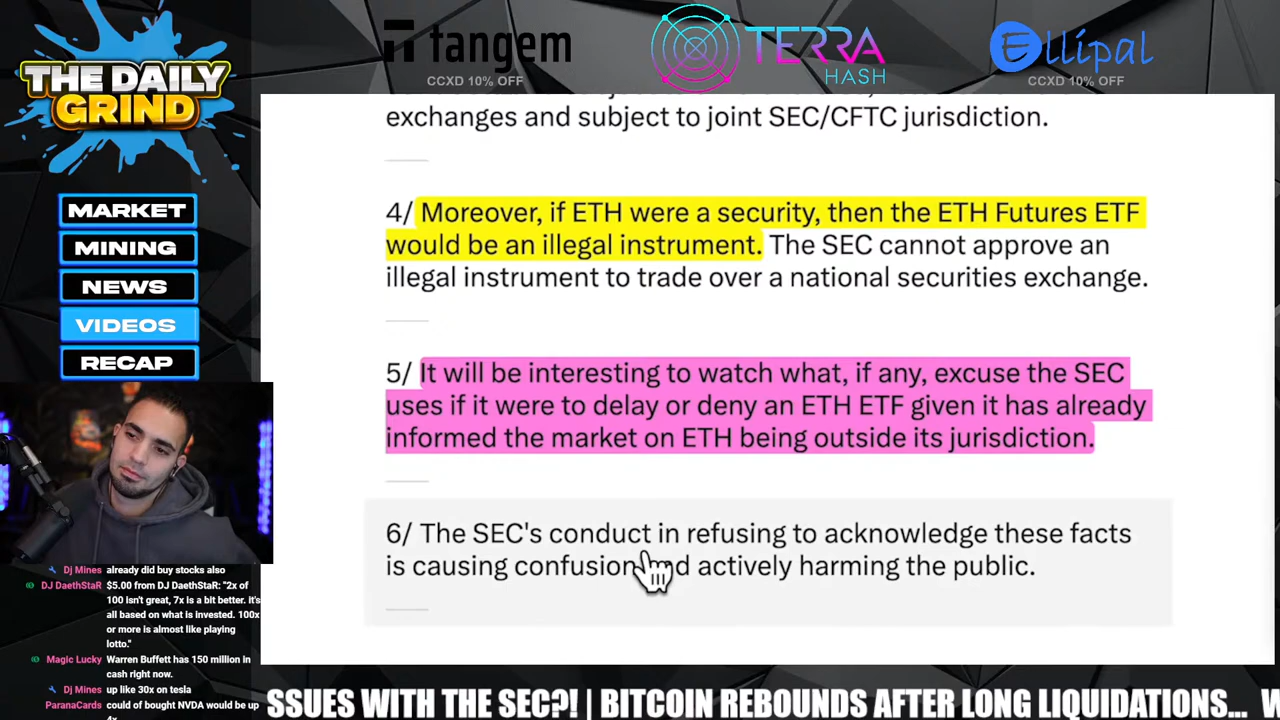 tangem
CCXD 10% OFF
TERRA
HASH
Ellipal
CCXD 10% OFF
THE DAILY
GRIND
MARKET
MINING
NEWS
VIDEOS
RECAP
exchanges and subject to joint SEC/CFTC jurisdiction.
4/ Moreover, if ETH were a security, then the ETH Futures ETF
would be an illegal instrument. The SEC cannot approve an
illegal instrument to trade over a national securities exchange.
5/ It will be interesting to watch what, if any, excuse the SEC
uses if it were to delay or deny an ETH ETF given it has already
informed the market on ETH being outside its jurisdiction.
6/ The SEC's conduct in refusing to acknowledge these facts
is causing confusion and actively harming the public.
Dj Mines already did buy stocks also
DJ DaethStaR $5.00 from DJ DaethStaR: "2x of
100 isn't great, 7x is a bit better. it's
all based on what is invested. 100x
or more is almost like playing
lotto."
Magic Lucky Warren Buffett has 150 million in
cash right now.
Dj Mines up like 30x on tesla
ParanaCards could of bought NVDA would be up
4x
SSUES WITH THE SEC?! | BITCOIN REBOUNDS AFTER LONG LIQUIDATIONS...